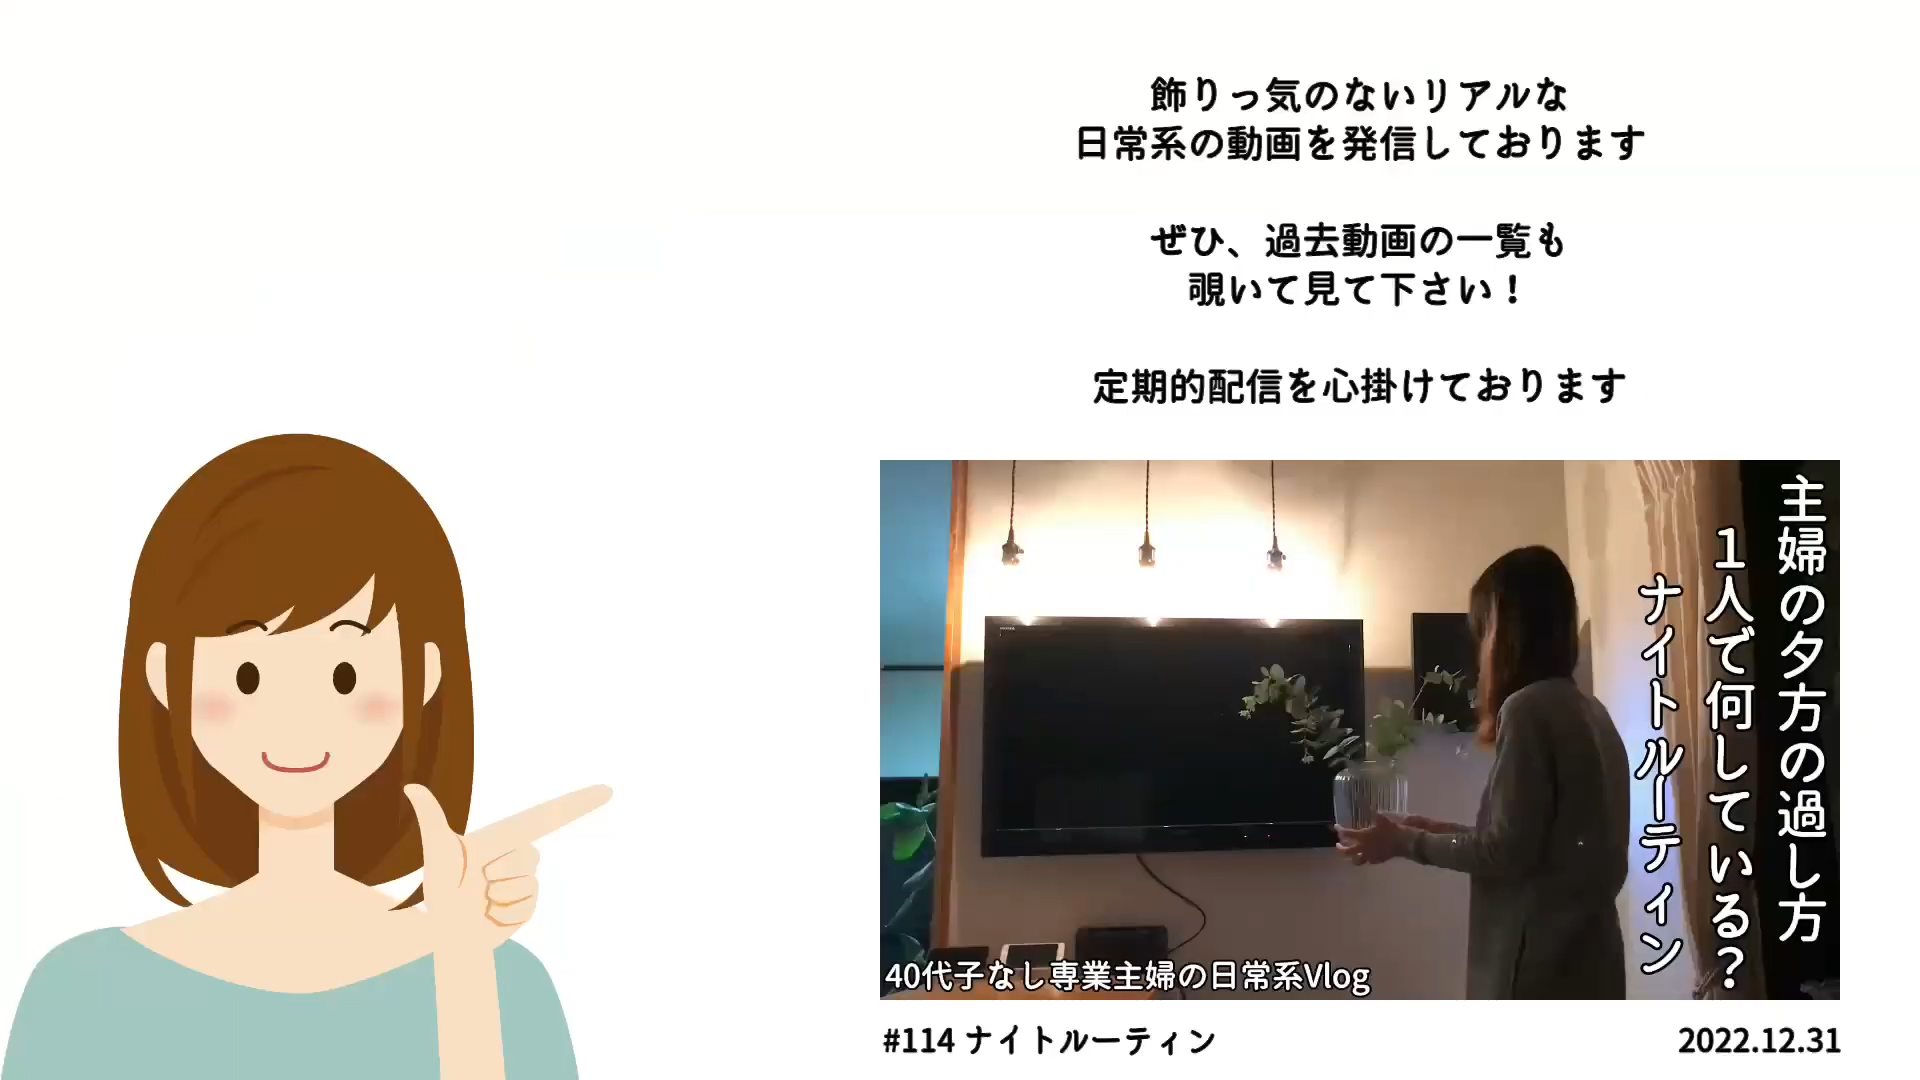 飾りっ気のないリアルな
日常系の動画を発信しております
ぜひ、過去動画の一覧も
覗いて見て下さい！
定期的配信を心掛けております
主婦の夕方の過し方
１人で何している？
ナイトルーティン
40代子なし専業主婦の日常系Vlog
#114 ナイトルーティン
2022.12.31